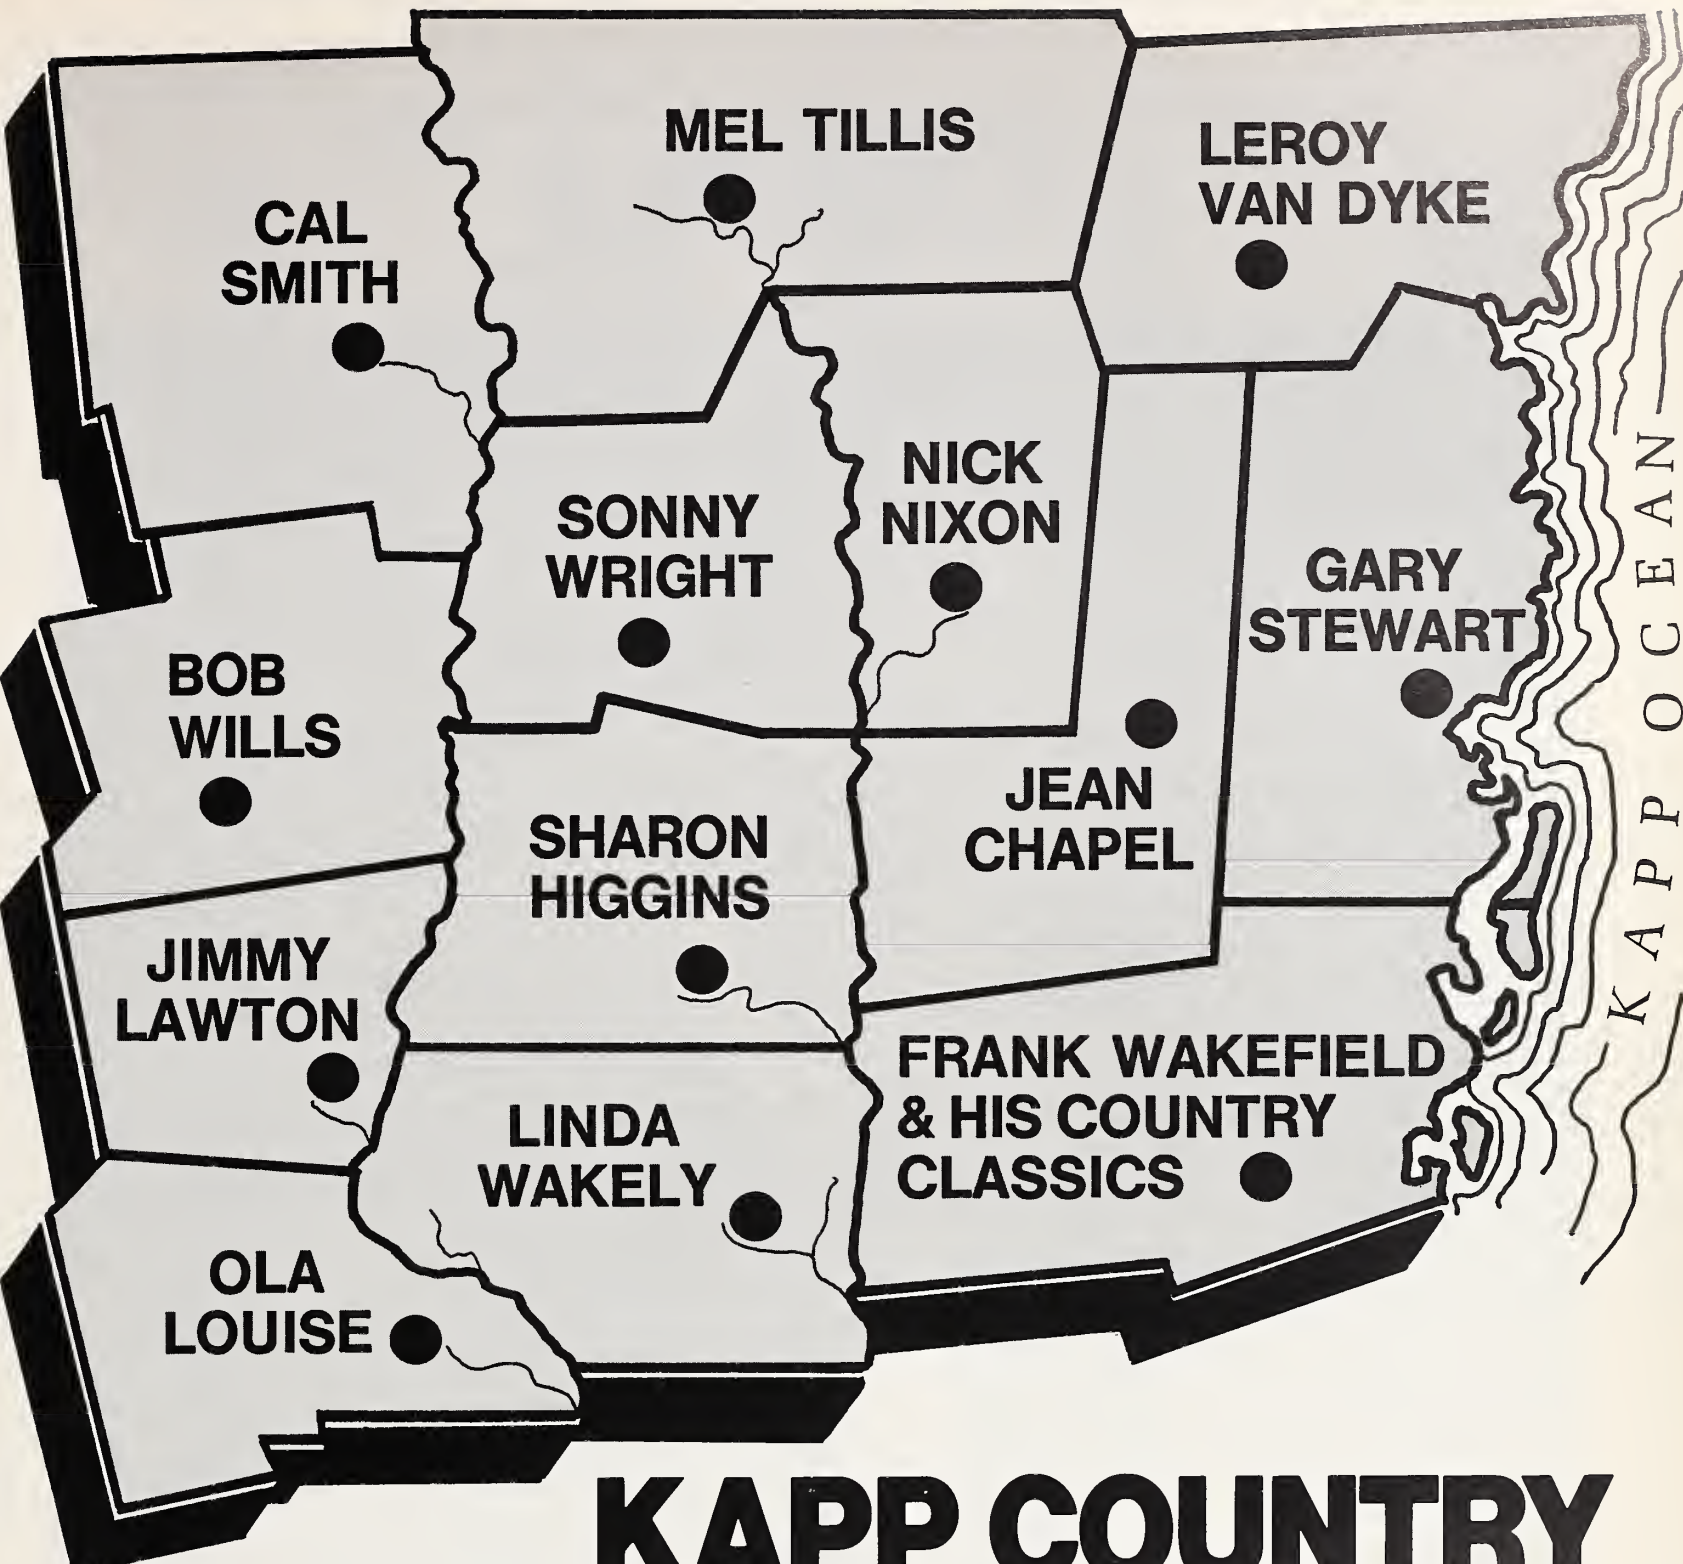 MEL TILLIS
LEROY
VAN DYKE
CAL
SMITH
NICK
NIXON
SONNY
WRIGHT
GARY
STEWART
BOB
WILLS
JEAN
CHAPEL
SHARON
HIGGINS
JIMMY
LAWTON
FRANK WAKEFIELD
& HIS COUNTRY
CLASSICS
LINDA
WAKELY
OLA
LOUISE
KAPP OCEAN
KAPP COUNTRY